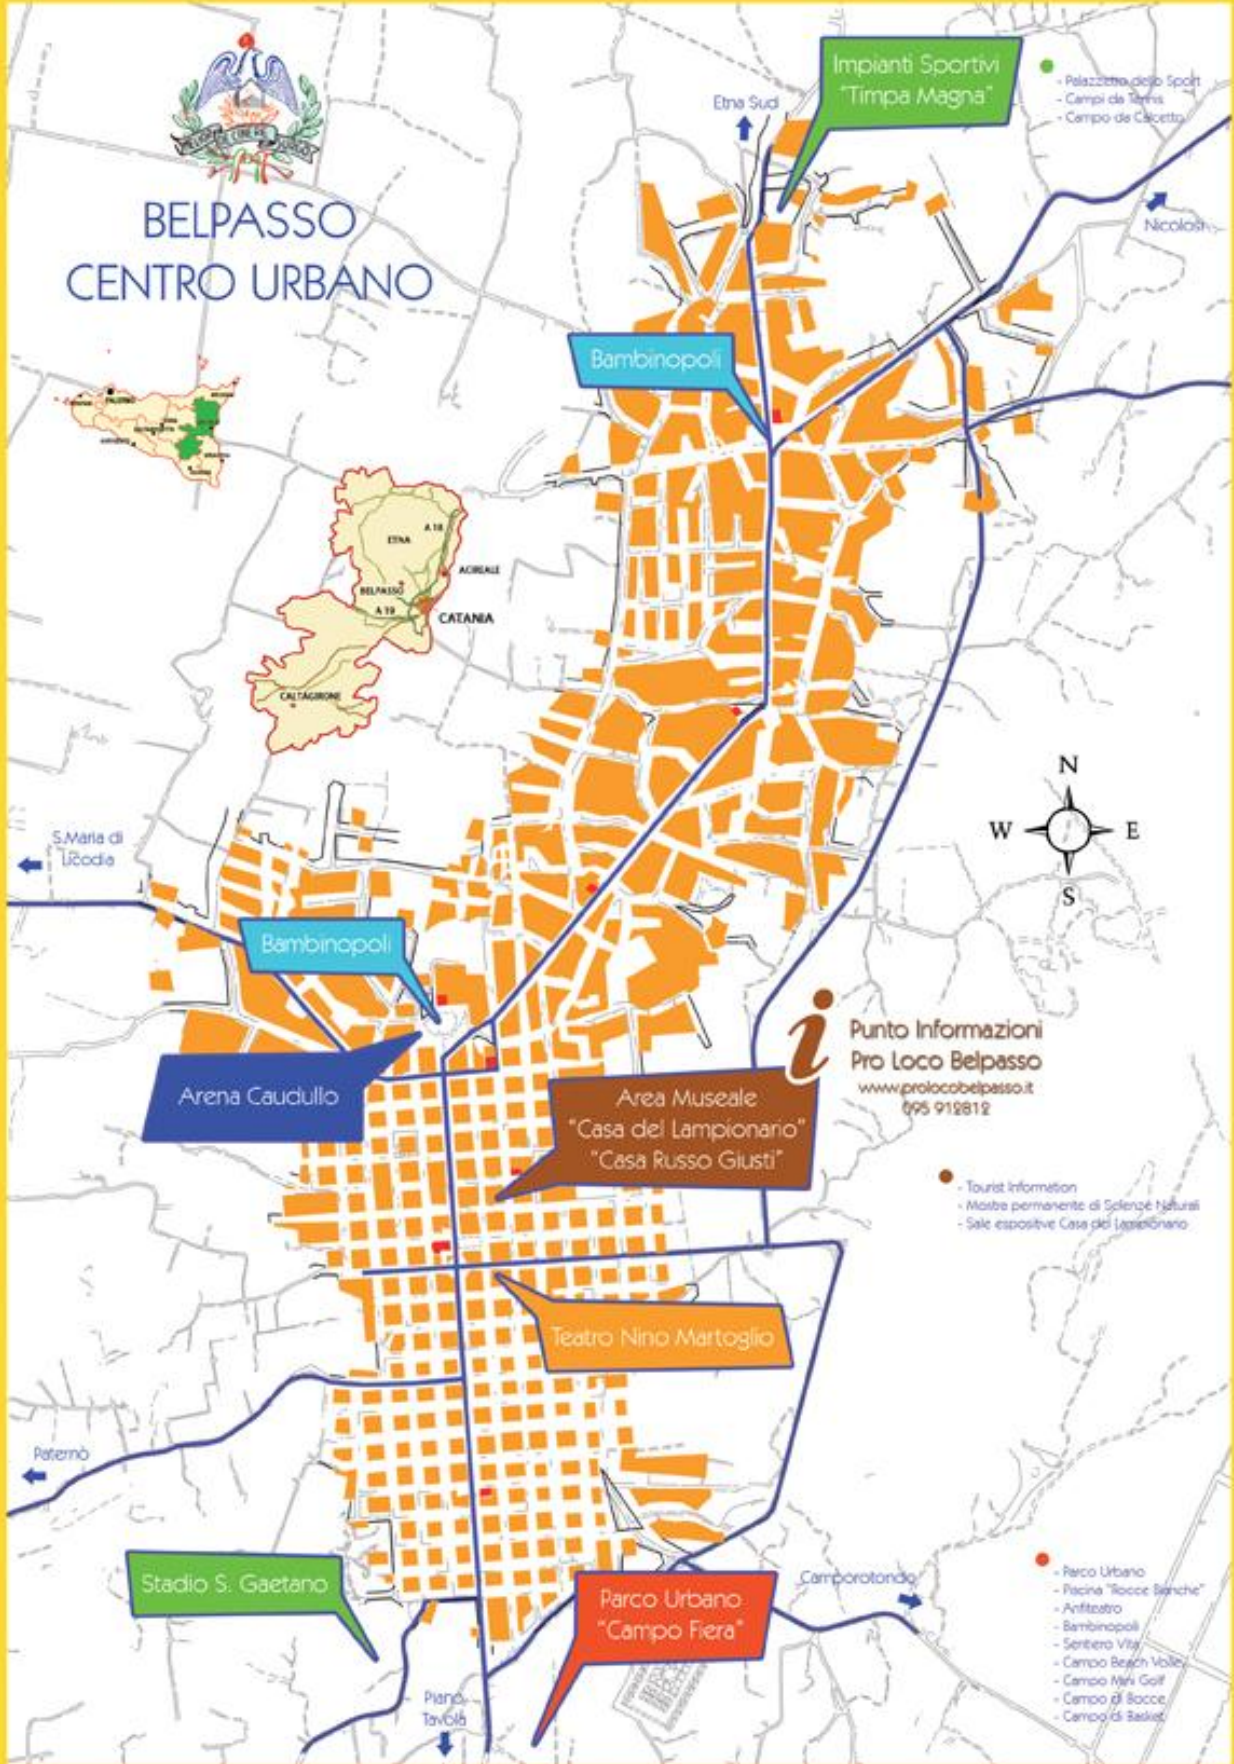 BELPASSO
CENTRO URBANO
Impianti Sportivi
"Timpa Magna"
- Palazzetto dello Sport
- Campi da Tennis
- Campo da Calcetto
Etna Sud
Nicolosi
Bambinopoli
PALERMO
ETNA
A 18
ACIREALE
BELPASSO
A 19
CATANIA
CALTAGIRONE
N
W
E
S
S.Maria di
Licodia
Bambinopoli
Arena Caudullo
i
Punto Informazioni
Pro Loco Belpasso
www.prolocobelpasso.it
095 912812
Area Museale
"Casa del Lampionario"
"Casa Russo Giusti"
- Tourist Information
- Mostra permanente di Scienze Naturali
- Sale espositive Casa del Lampionario
Teatro Nino Martoglio
Paternò
Stadio S. Gaetano
Parco Urbano
"Campo Fiera"
Camporotondo
Piano
Tavola
- Parco Urbano
- Piscina "Rocce Bianche"
- Anfiteatro
- Bambinopoli
- Sentiero Vita
- Campo Beach Volley
- Campo Mini Golf
- Campo di Bocce
- Campo di Basket